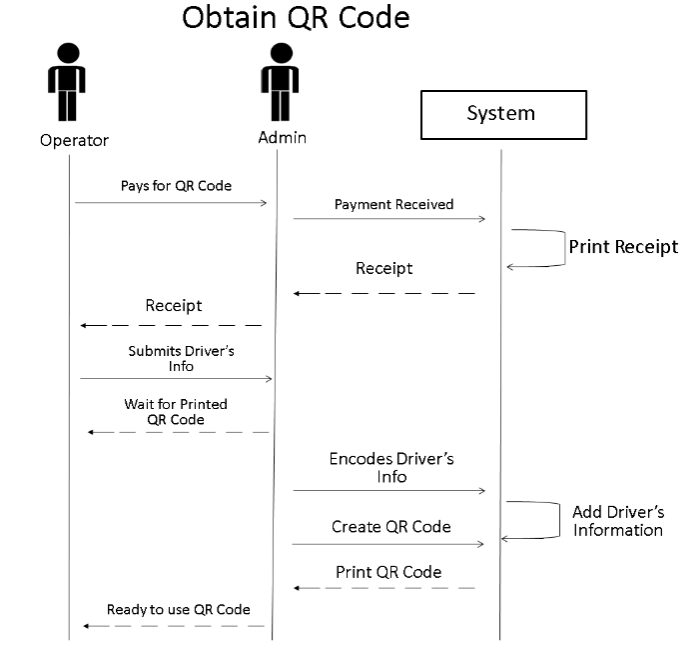 Obtain QR Code
Operator
Admin
System
Pays for QR Code
Payment Received
Print Receipt
Receipt
Receipt
Submits Driver's
Info
Wait for Printed
QR Code
Encodes Driver's
Info
Add Driver's
Information
Create QR Code
Print QR Code
Ready to use QR Code